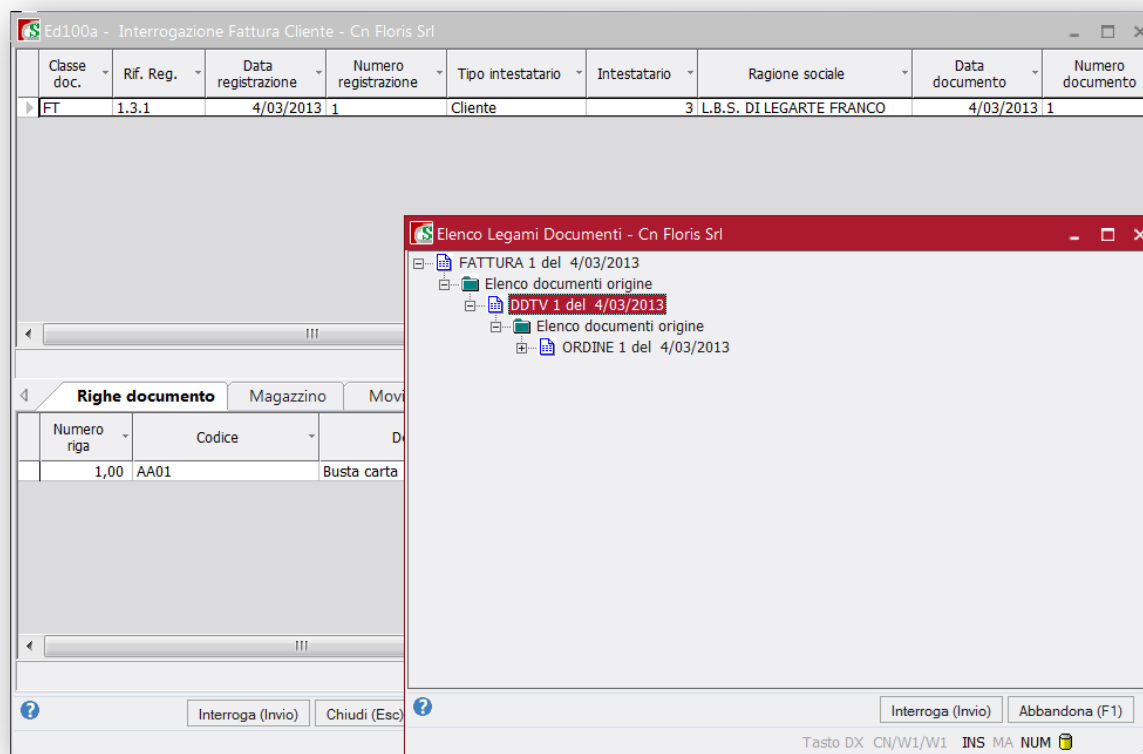 Ed100a - Interrogazione Fattura Cliente - Cn Floris Srl
Classe doc. Rif. Reg. Data registrazione Numero registrazione Tipo intestatario Intestatario Ragione sociale Data documento Numero documento
FT 1.3.1 4/03/2013 1 Cliente 3 L.B.S. DI LEGARTE FRANCO 4/03/2013 1
Elenco Legami Documenti - Cn Floris Srl
FATTURA 1 del 4/03/2013
Elenco documenti origine
DDTV 1 del 4/03/2013
Elenco documenti origine
ORDINE 1 del 4/03/2013
Righe documento Magazzino Movi
Numero riga Codice De
1,00 AA01 Busta carta
Interroga (Invio) Chiudi (Esc)
Interroga (Invio) Abbandona (F1)
Tasto DX CN/W1/W1 INS MA NUM